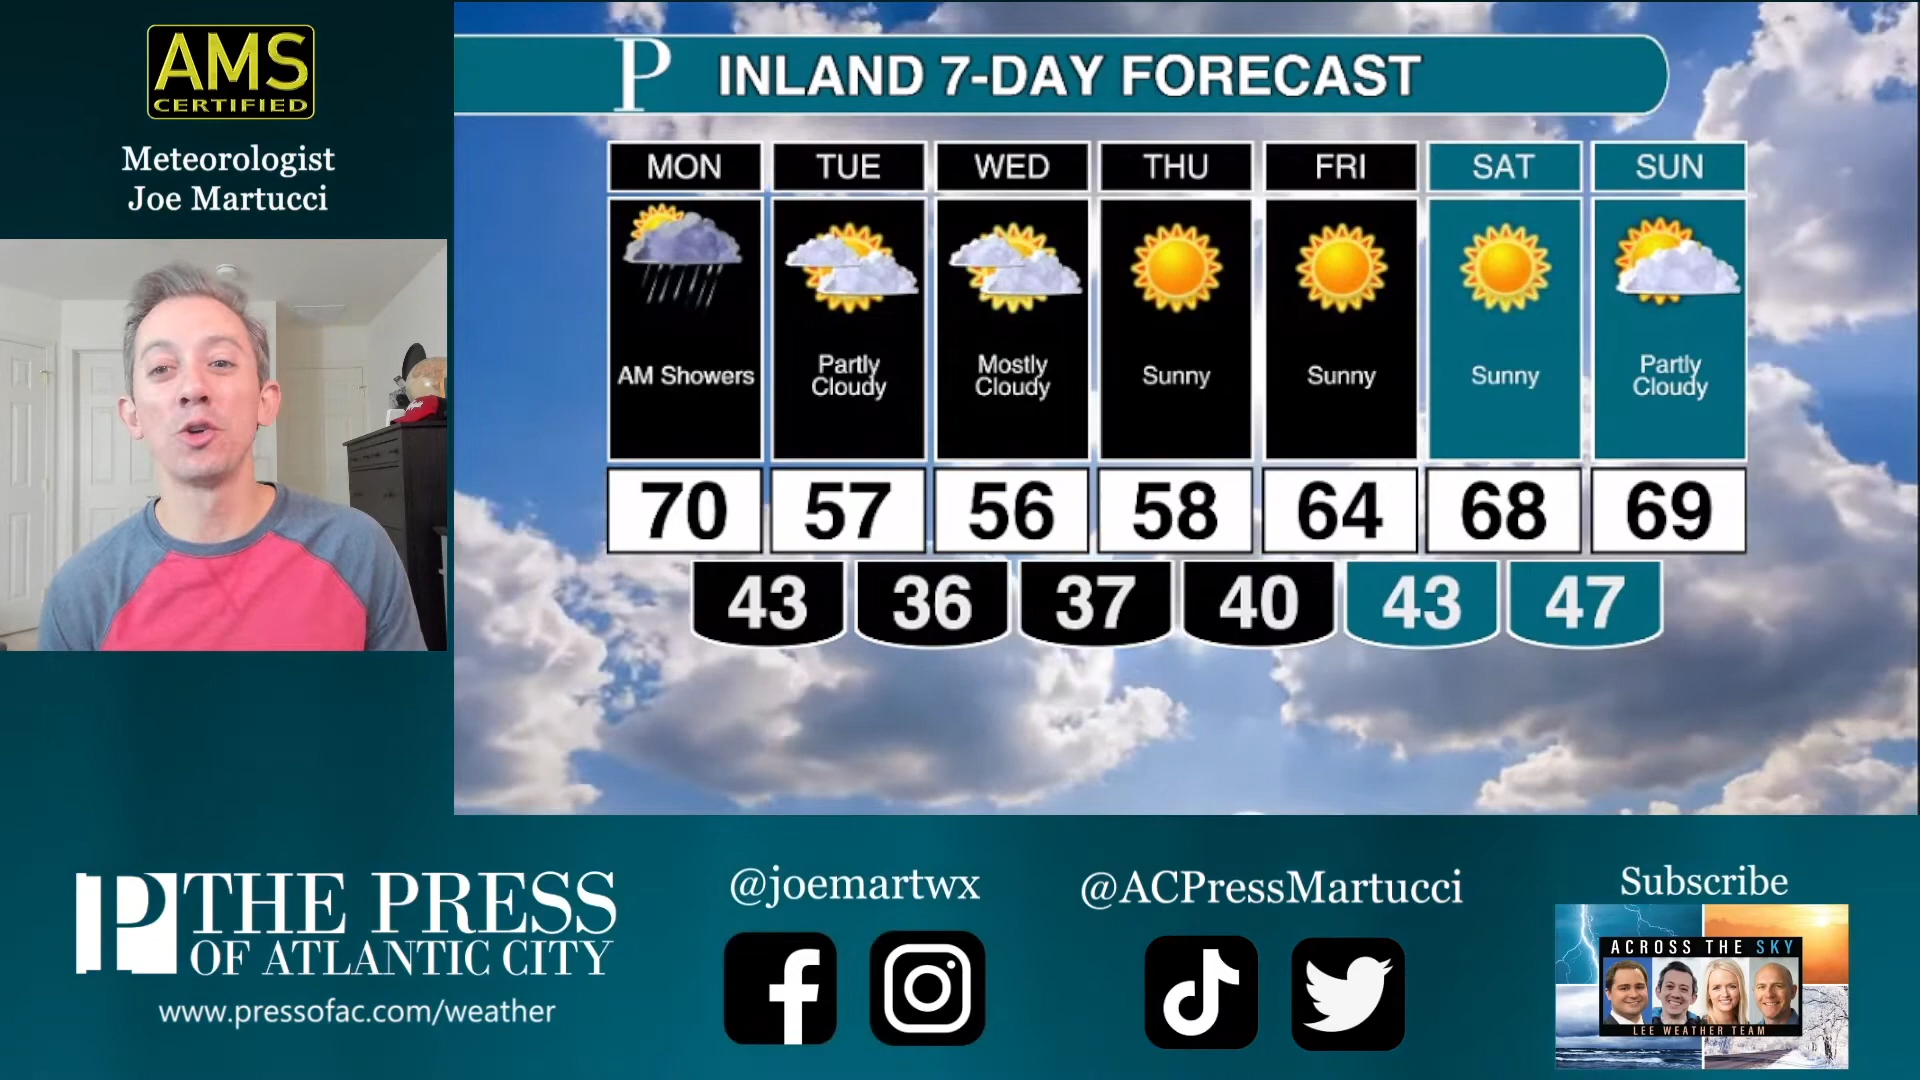 AMS
CERTIFIED
Meteorologist
Joe Martucci
P INLAND 7-DAY FORECAST
MON TUE WED THU FRI SAT SUN
AM Showers
Partly
Cloudy
Mostly
Cloudy
Sunny
Sunny
Sunny
Partly
Cloudy
70 57 56 58 64 68 69
43 36 37 40 43 47
P THE PRESS
OF ATLANTIC CITY
www.pressofac.com/weather
@joemartwx
@ACPressMartucci
Subscribe
ACROSS THE SKY
LEE WEATHER TEAM